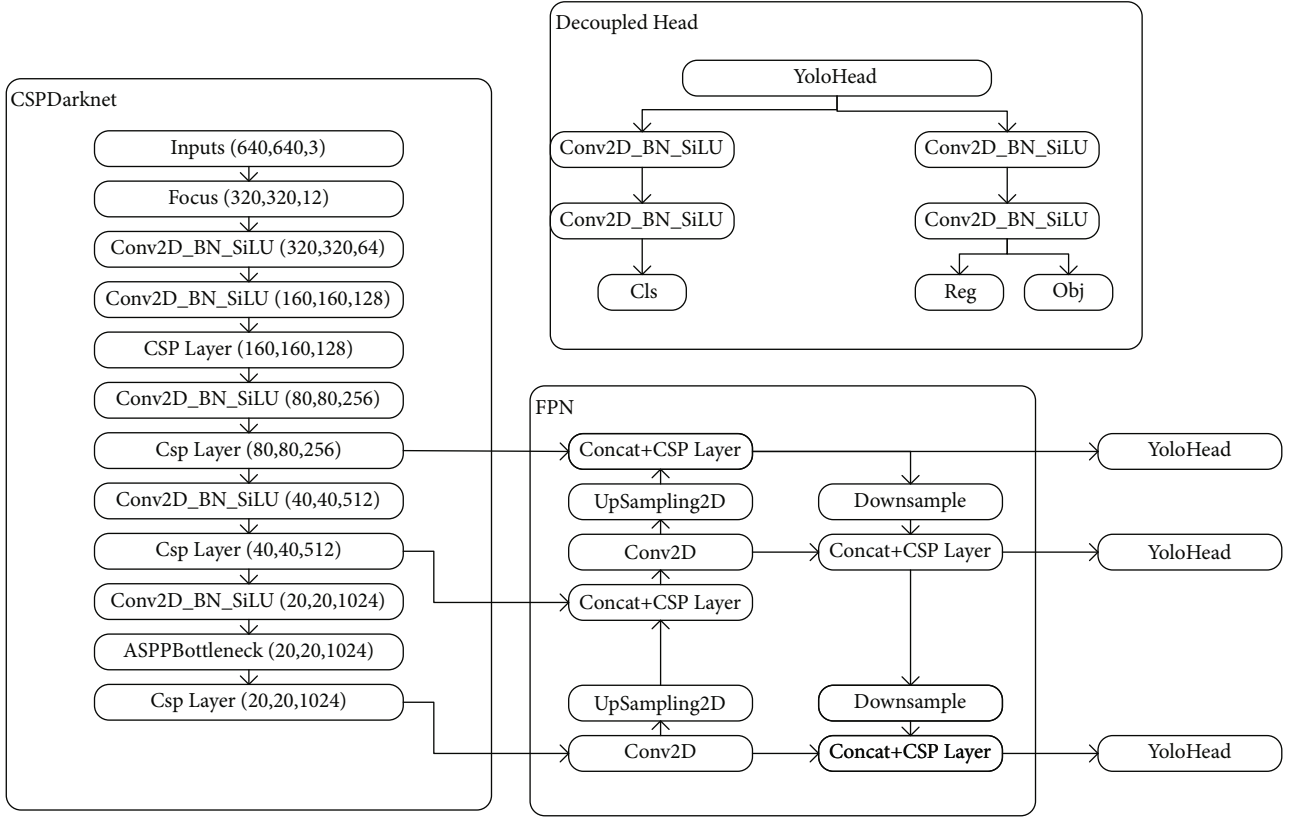 Decoupled Head
YoloHead
Conv2D_BN_SiLU
Conv2D_BN_SiLU
Conv2D_BN_SiLU
Conv2D_BN_SiLU
Cls
Reg
Obj
CSPDarknet
Inputs (640,640,3)
Focus (320,320,12)
Conv2D_BN_SiLU (320,320,64)
Conv2D_BN_SiLU (160,160,128)
CSP Layer (160,160,128)
Conv2D_BN_SiLU (80,80,256)
Csp Layer (80,80,256)
Conv2D_BN_SiLU (40,40,512)
Csp Layer (40,40,512)
Conv2D_BN_SiLU (20,20,1024)
ASPPBottleneck (20,20,1024)
Csp Layer (20,20,1024)
FPN
Concat+CSP Layer
UpSampling2D
Conv2D
Concat+CSP Layer
UpSampling2D
Conv2D
Downsample
Concat+CSP Layer
Downsample
Concat+CSP Layer
YoloHead
YoloHead
YoloHead